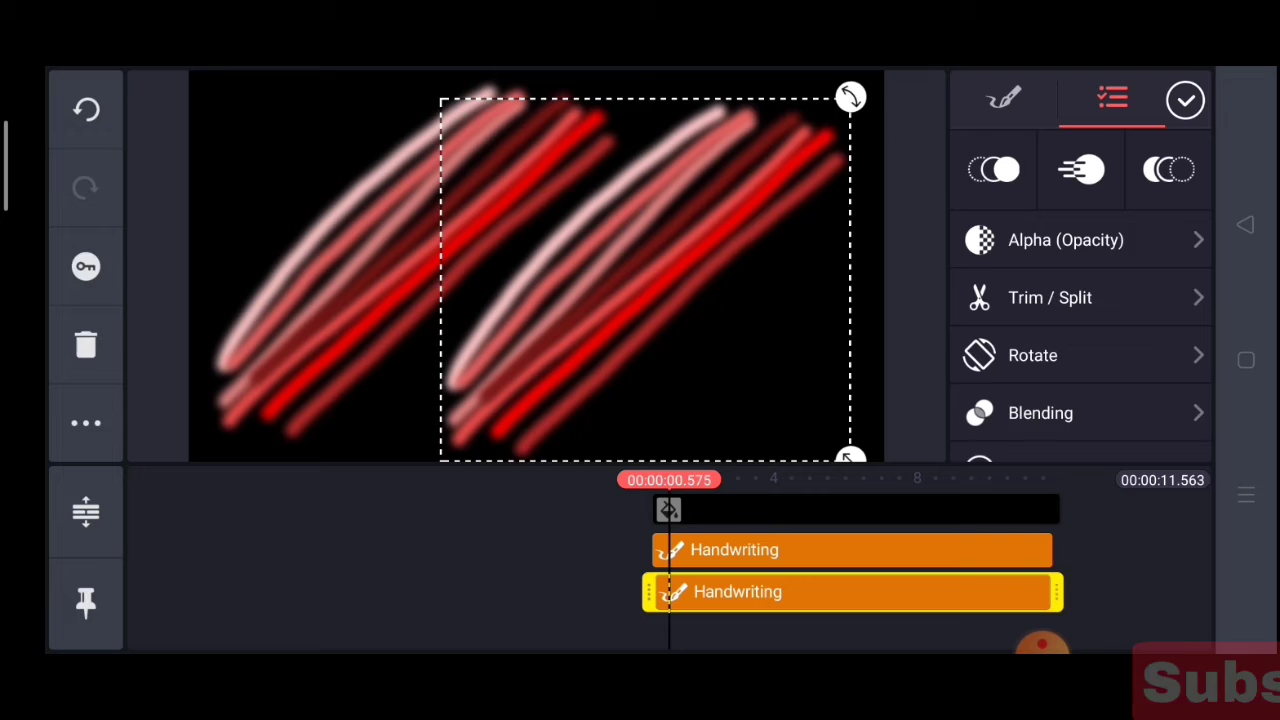 Alpha (Opacity)
Trim / Split
Rotate
Blending
00:00:00.575
4
8
00:00:11.563
Handwriting
Handwriting
Subs